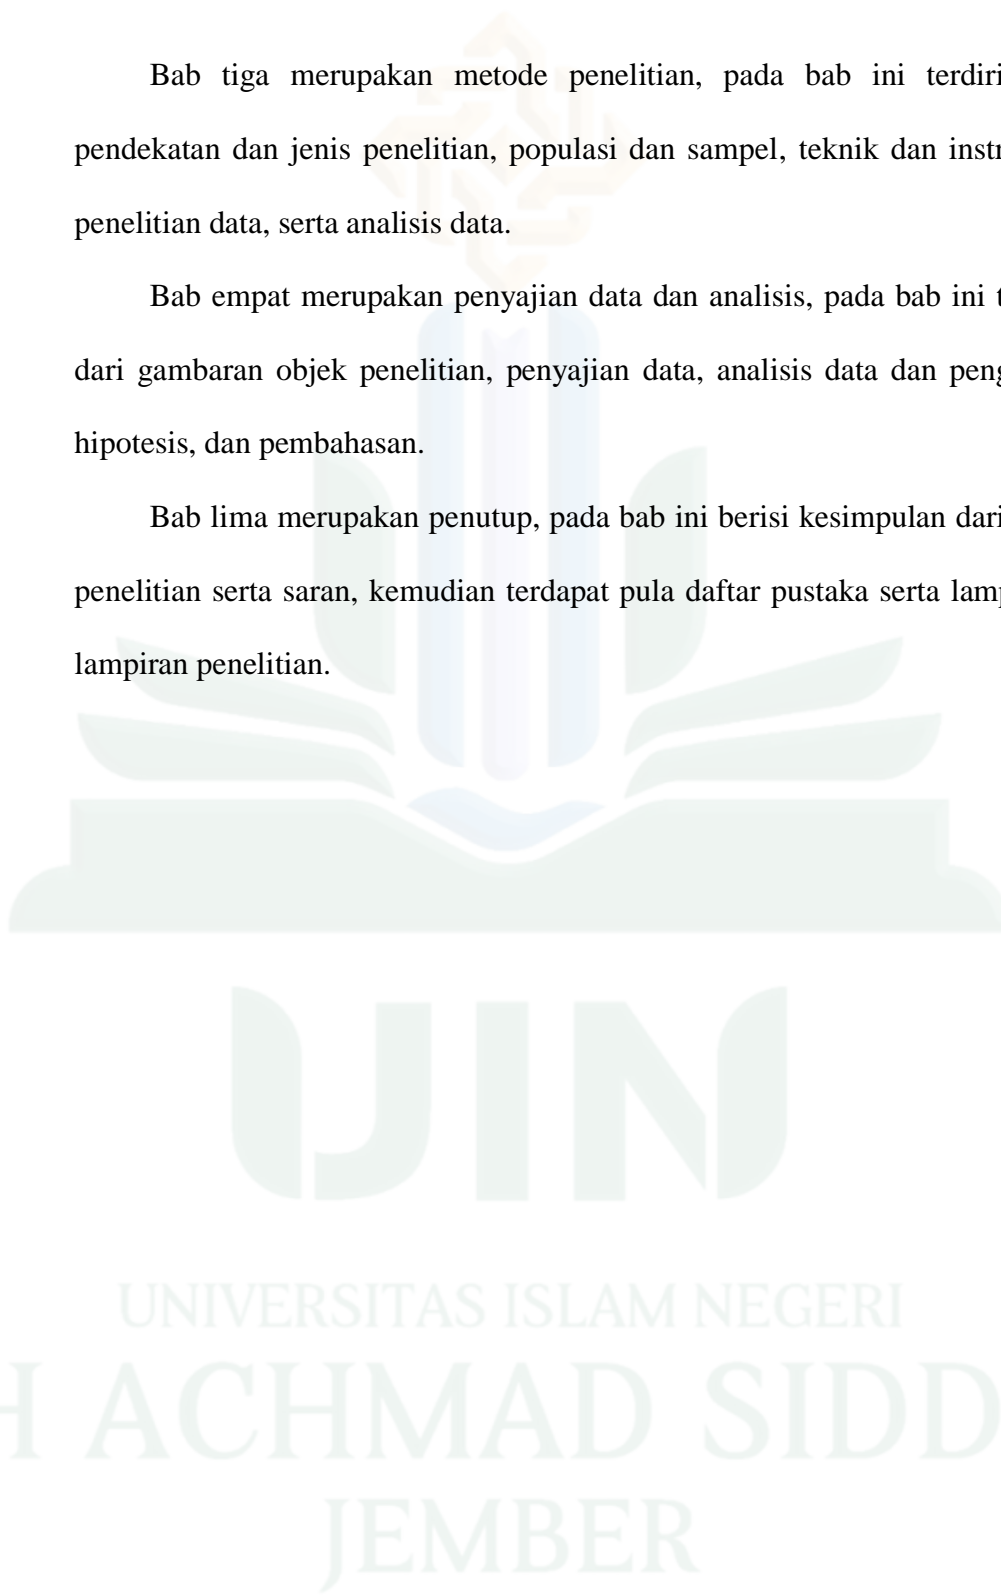 Bab tiga merupakan metode penelitian, pada bab ini terdiri
pendekatan dan jenis penelitian, populasi dan sampel, teknik dan
penelitian data, serta analisis data.
Bab empat merupakan penyajian data dan analisis, pada bab ini
dari gambaran objek penelitian, penyajian data, analisis data dan
hipotesis, dan pembahasan.
Bab lima merupakan penutup, pada bab ini berisi kesimpulan dari
penelitian serta saran, kemudian terdapat pula daftar pustaka serta
lampiran penelitian.
UIN
UNIVERSITAS ISLAM NEGERI
H ACHMAD SIDD
JEMBER